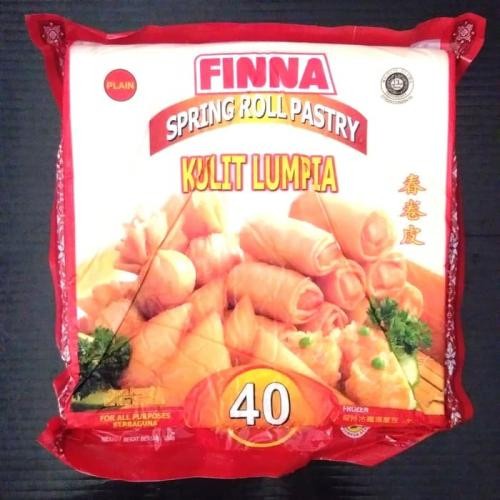 FINNA
PLAIN
SPRING ROLL PASTRY
KULIT LUMPIA
春卷皮
40
FOR ALL PURPOSES
SERBAGUNA
FROZEN